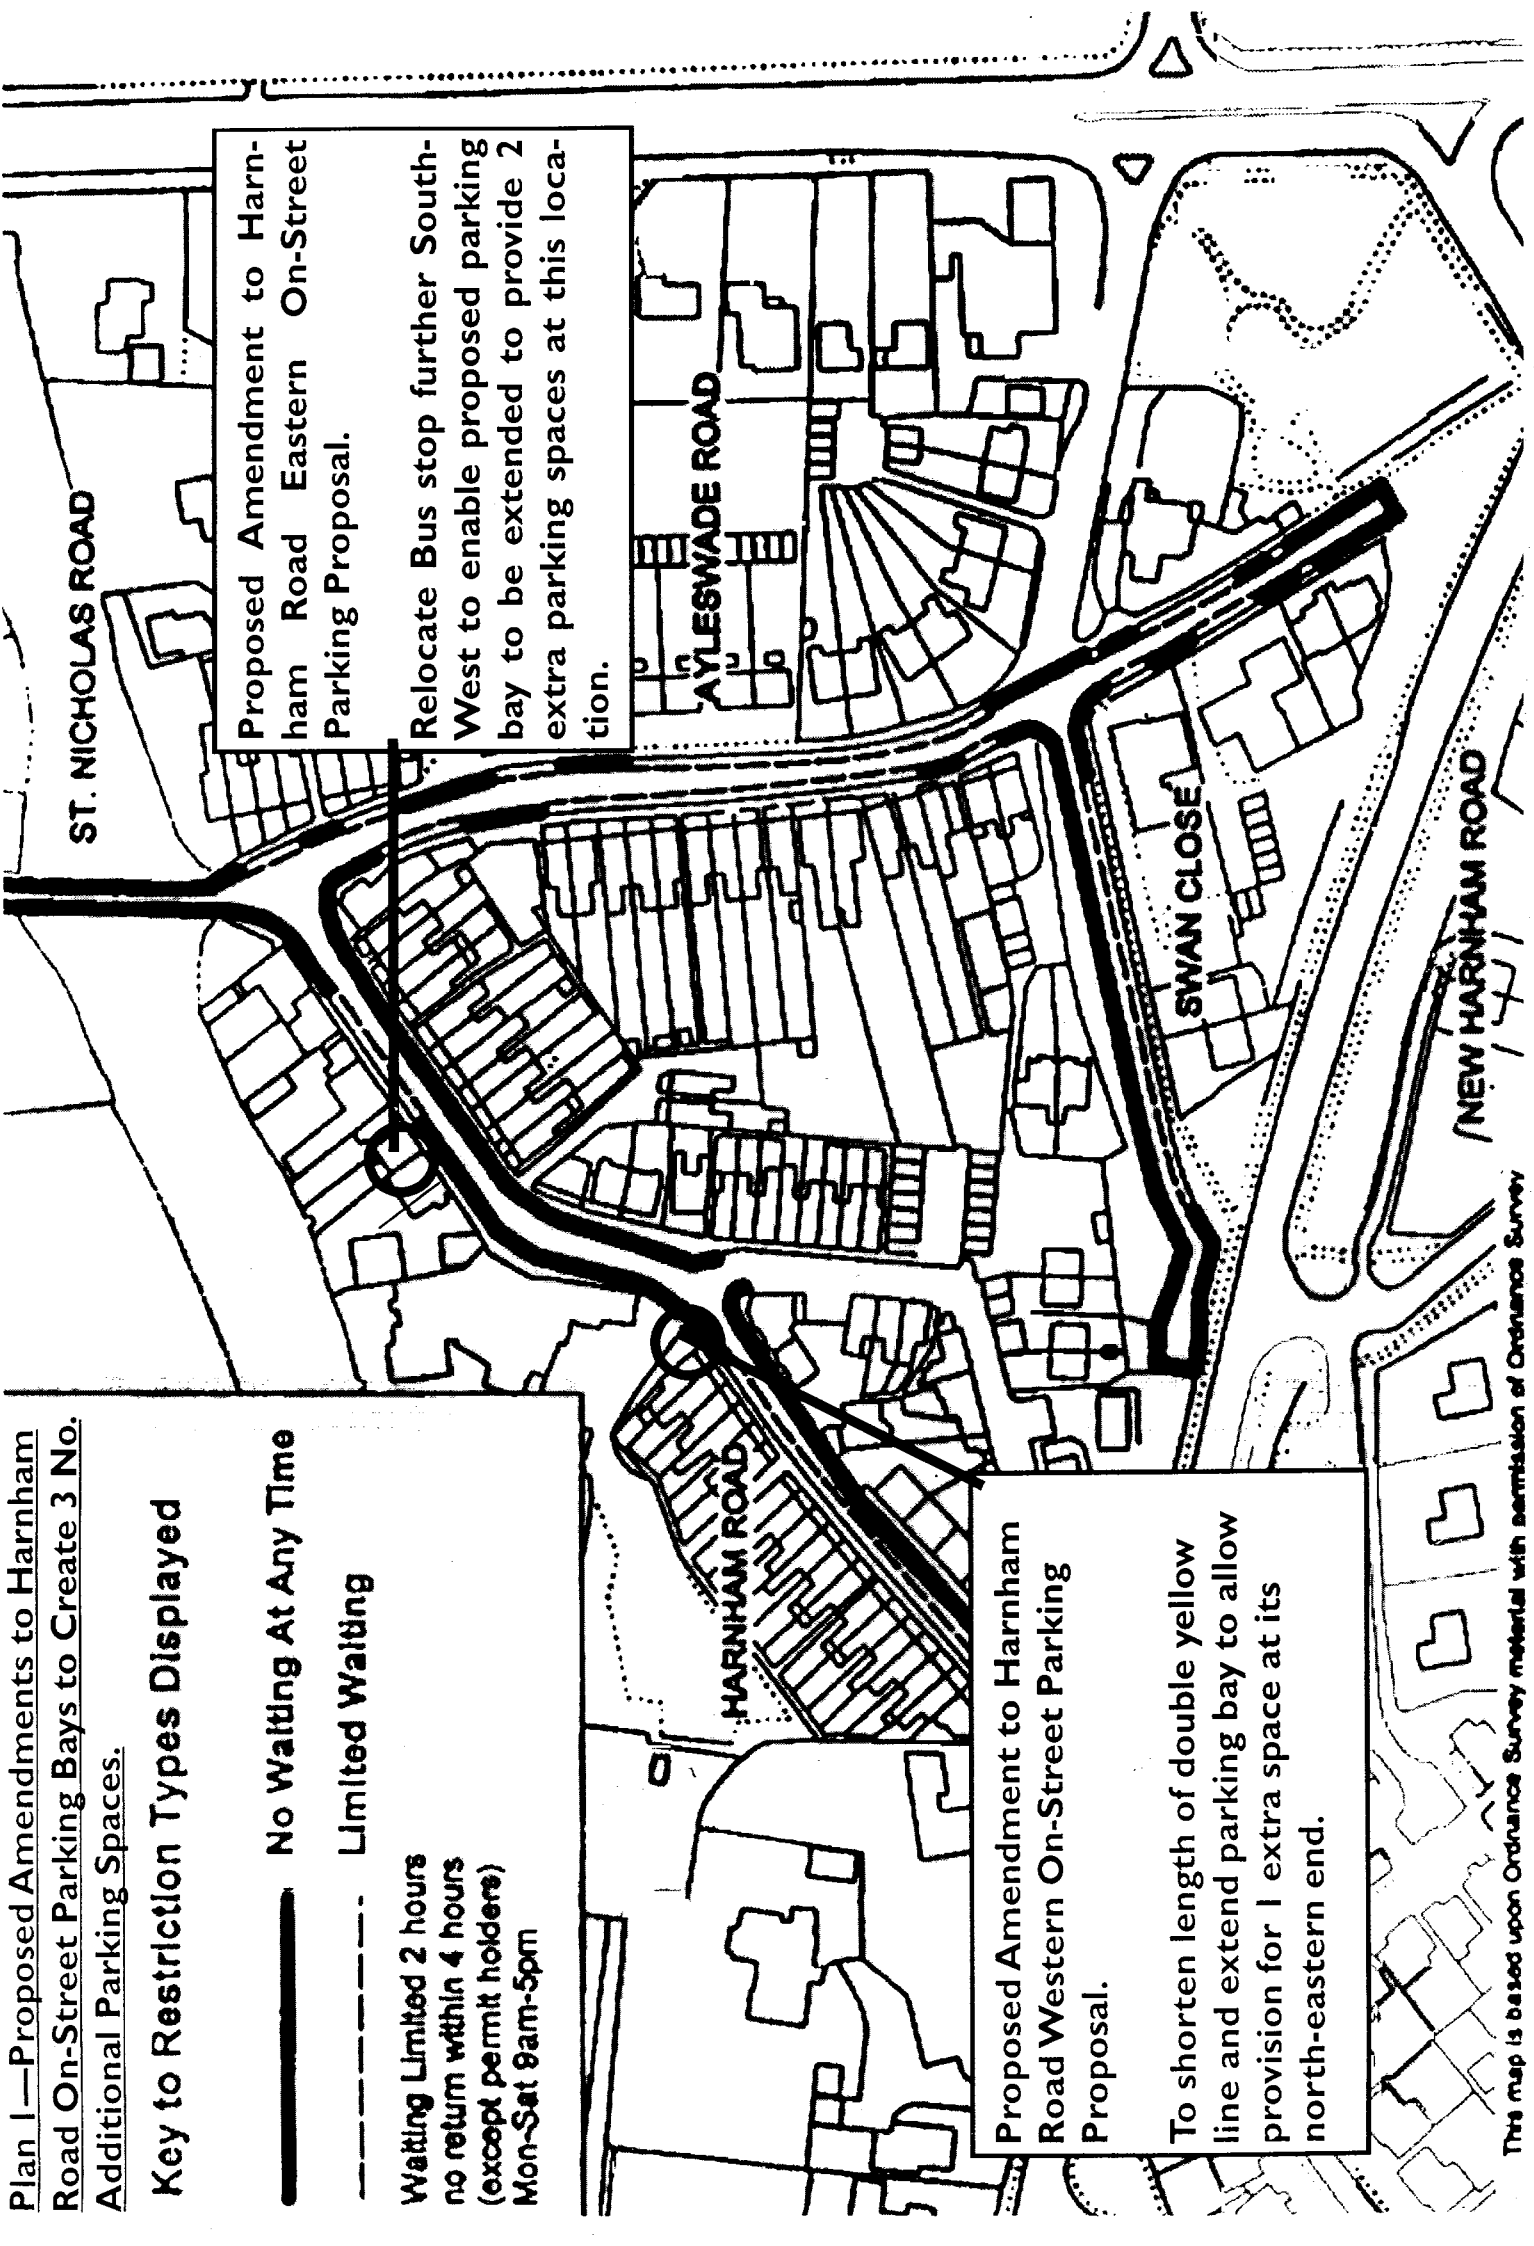 Plan 1—Proposed Amendments to Harnham
Road On-Street Parking Bays to Create 3 No.
Additional Parking Spaces.
Key to Restriction Types Displayed
No Waiting At Any Time
Limited Waiting
Waiting Limited 2 hours
no return within 4 hours
(except permit holders)
Mon-Sat 9am-5pm
ST. NICHOLAS ROAD
Proposed Amendment to Harn-
ham Road Eastern On-Street
Parking Proposal.
Relocate Bus stop further South-
West to enable proposed parking
bay to be extended to provide 2
extra parking spaces at this loca-
tion.
AYLESWADE ROAD
HARNHAM ROAD
SWAN CLOSE
NEW HARNHAM ROAD
Proposed Amendment to Harnham
Road Western On-Street Parking
Proposal.
To shorten length of double yellow
line and extend parking bay to allow
provision for 1 extra space at its
north-eastern end.
This map is based upon Ordnance Survey material with permission of Ordnance Survey